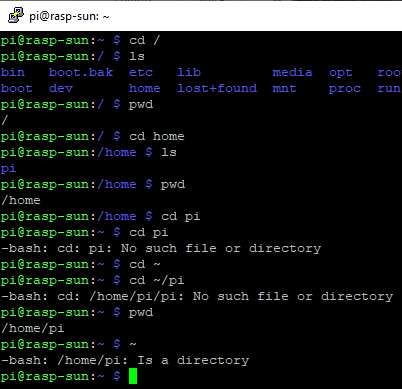 pi@rasp-sun: ~
pi@rasp-sun:~ $ cd /
pi@rasp-sun:/ $ ls
bin boot.bak etc lib media opt roo
boot dev home lost+found mnt proc run
pi@rasp-sun:/ $ pwd
/
pi@rasp-sun:/ $ cd home
pi@rasp-sun:/home $ ls
pi
pi@rasp-sun:/home $ pwd
/home
pi@rasp-sun:/home $ cd pi
pi@rasp-sun:~ $ cd pi
-bash: cd: pi: No such file or directory
pi@rasp-sun:~ $ cd ~
pi@rasp-sun:~ $ cd ~/pi
-bash: cd: /home/pi/pi: No such file or directory
pi@rasp-sun:~ $ pwd
/home/pi
pi@rasp-sun:~ $ ~
-bash: /home/pi: Is a directory
pi@rasp-sun:~ $